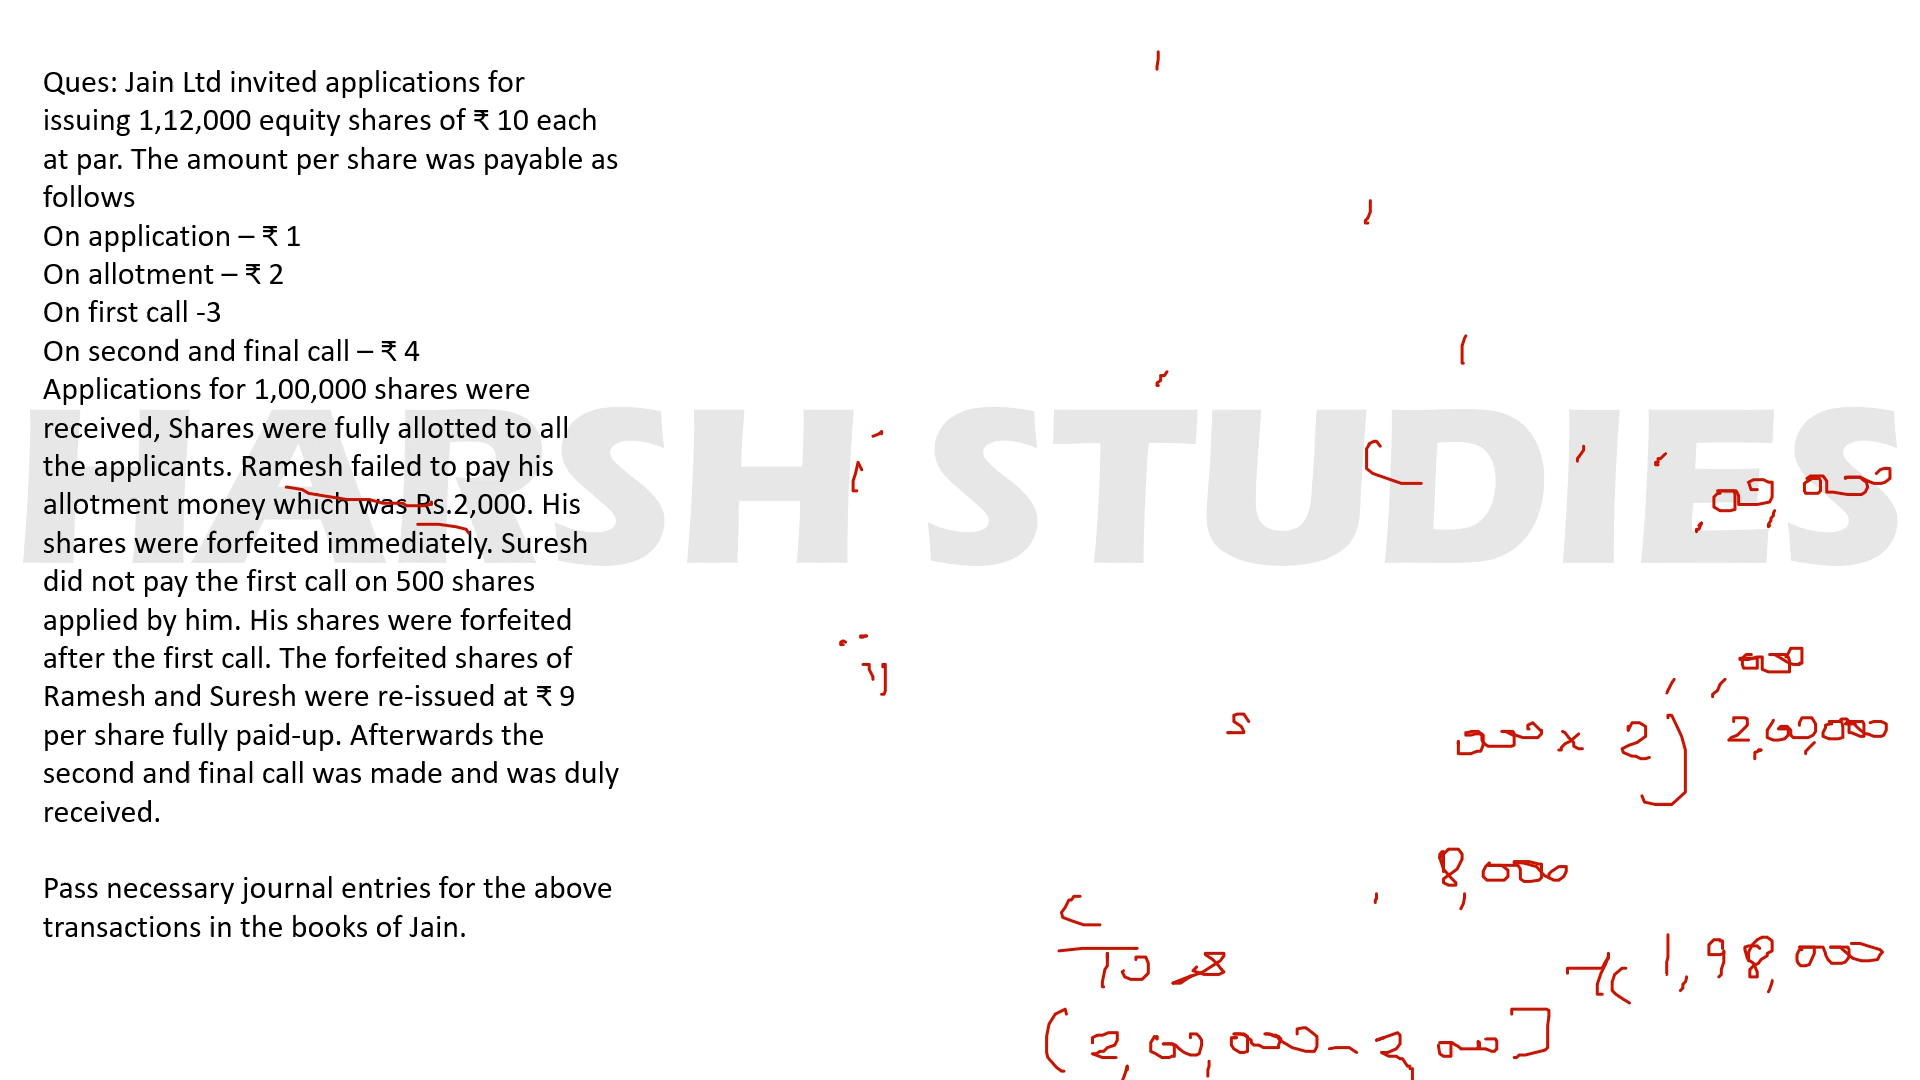 Ques: Jain Ltd invited applications for
issuing 1,12,000 equity shares of ₹ 10 each
at par. The amount per share was payable as
follows
On application – ₹ 1
On allotment – ₹ 2
On first call -3
On second and final call – ₹ 4
Applications for 1,00,000 shares were
received, Shares were fully allotted to all
the applicants. Ramesh failed to pay his
allotment money which was Rs.2,000. His
shares were forfeited immediately. Suresh
did not pay the first call on 500 shares
applied by him. His shares were forfeited
after the first call. The forfeited shares of
Ramesh and Suresh were re-issued at ₹ 9
per share fully paid-up. Afterwards the
second and final call was made and was duly
received.
Pass necessary journal entries for the above
transactions in the books of Jain.
HARSH STUDIES
000 x 2) 2,00,000
8,000
1,98,000
(2,00,000 - 2,000]